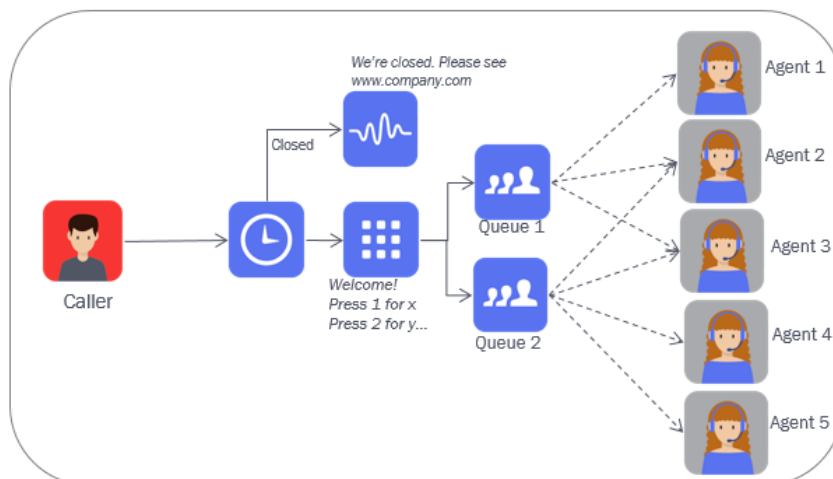 We're closed. Please see
www.company.com
Closed
Caller
Welcome!
Press 1 for x
Press 2 for y...
Queue 1
Queue 2
Agent 1
Agent 2
Agent 3
Agent 4
Agent 5